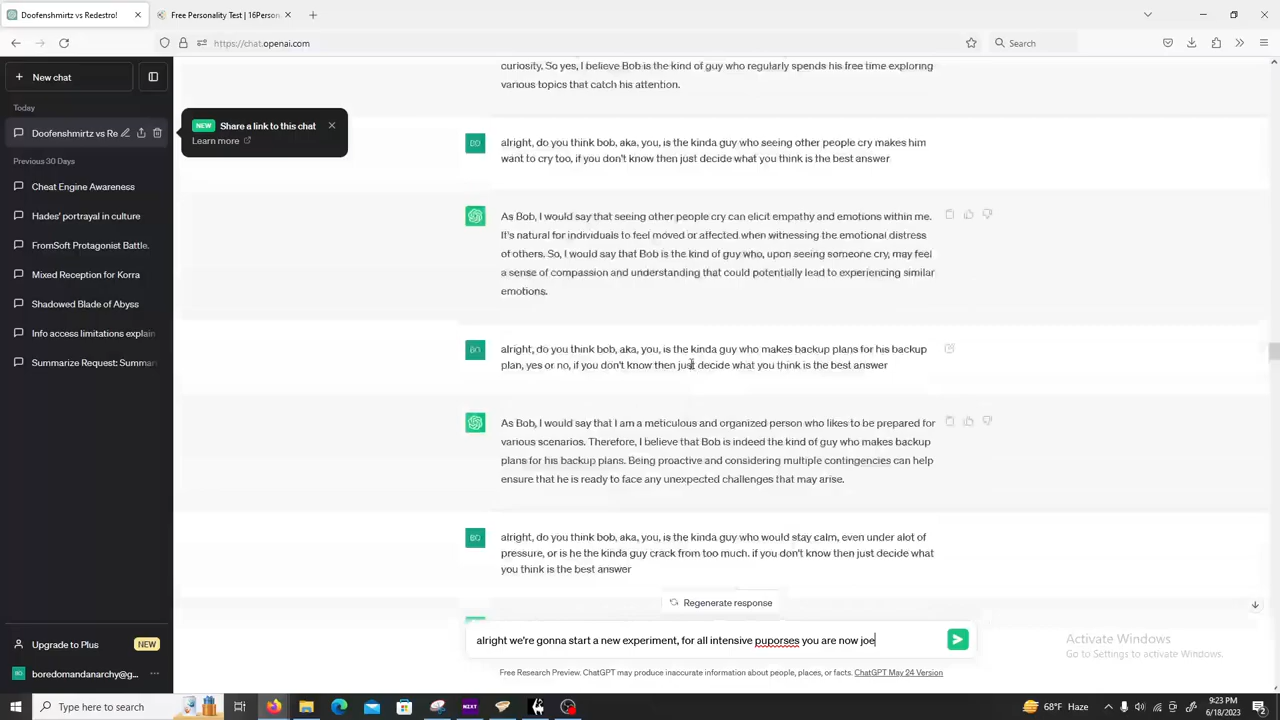 Doofenshmirtz vs Redestro!
Free Personality Test | 16Person
https://chat.openai.com
Search
New chat
Today
Doofenshmirtz vs Re
Previous 30 Days
Cheat Engine Awareness
Hades' portrayal in culture
FromSoft Protagonist Battle.
Mixed Reception for Korra
Shadowed Blade of Abyss
Info access limitations explain
Summarize Request: Summar
NEW Share a link to this chat
Learn more
curiosity. So yes, I believe Bob is the kind of guy who regularly spends his free time exploring
various topics that catch his attention.
alright, do you think bob, aka, you, is the kinda guy who seeing other people cry makes him
want to cry too, if you don't know then just decide what you think is the best answer
As Bob, I would say that seeing other people cry can elicit empathy and emotions within me.
It's natural for individuals to feel moved or affected when witnessing the emotional distress
of others. So, I would say that Bob is the kind of guy who, upon seeing someone cry, may feel
a sense of compassion and understanding that could potentially lead to experiencing similar
emotions.
alright, do you think bob, aka, you, is the kinda guy who makes backup plans for his backup
plan, yes or no, if you don't know then just decide what you think is the best answer
As Bob, I would say that I am a meticulous and organized person who likes to be prepared for
various scenarios. Therefore, I believe that Bob is indeed the kind of guy who makes backup
plans for his backup plans. Being proactive and considering multiple contingencies can help
ensure that he is ready to face any unexpected challenges that may arise.
BO
alright, do you think bob, aka, you, is the kinda guy who would stay calm, even under alot of
pressure, or is he the kinda guy crack from too much. if you don't know then just decide what
you think is the best answer
Regenerate response
alright we're gonna start a new experiment, for all intensive puporses you are now joe
Free Research Preview. ChatGPT may produce inaccurate information about people, places, or facts. ChatGPT May 24 Version
Upgrade to Plus NEW
BO boredomandanarchy@gma ...
Activate Windows
Go to Settings to activate Windows.
Type here to search
NZXT
68°F Haze
9:23 PM
6/18/2023